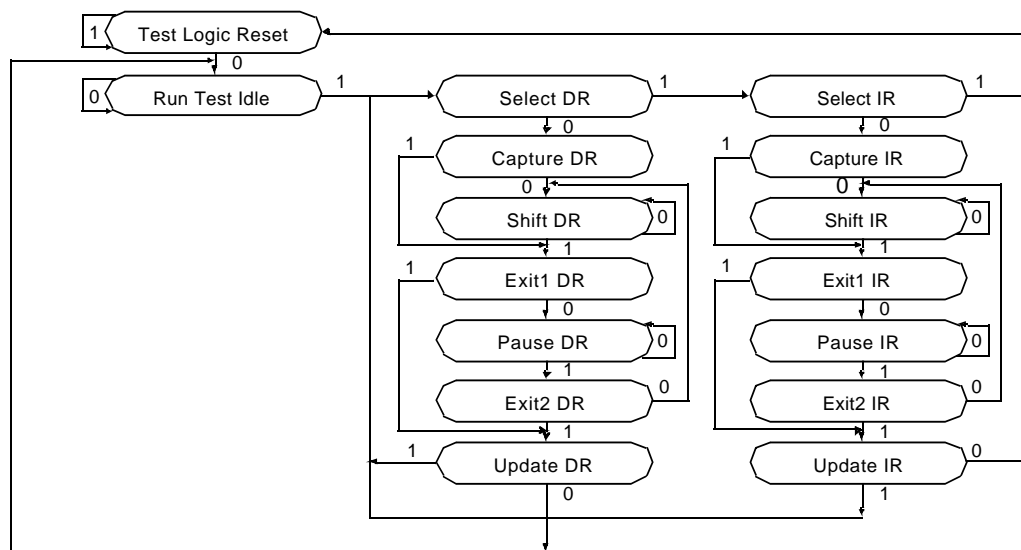 1
Test Logic Reset
0
0
Run Test Idle
1
Select DR
1
Select IR
1
0
0
1
Capture DR
1
Capture IR
0
0
Shift DR
0
Shift IR
0
1
1
1
Exit1 DR
1
Exit1 IR
0
0
Pause DR
0
Pause IR
0
1
1
Exit2 DR
0
Exit2 IR
0
1
1
1
Update DR
Update IR
0
0
1